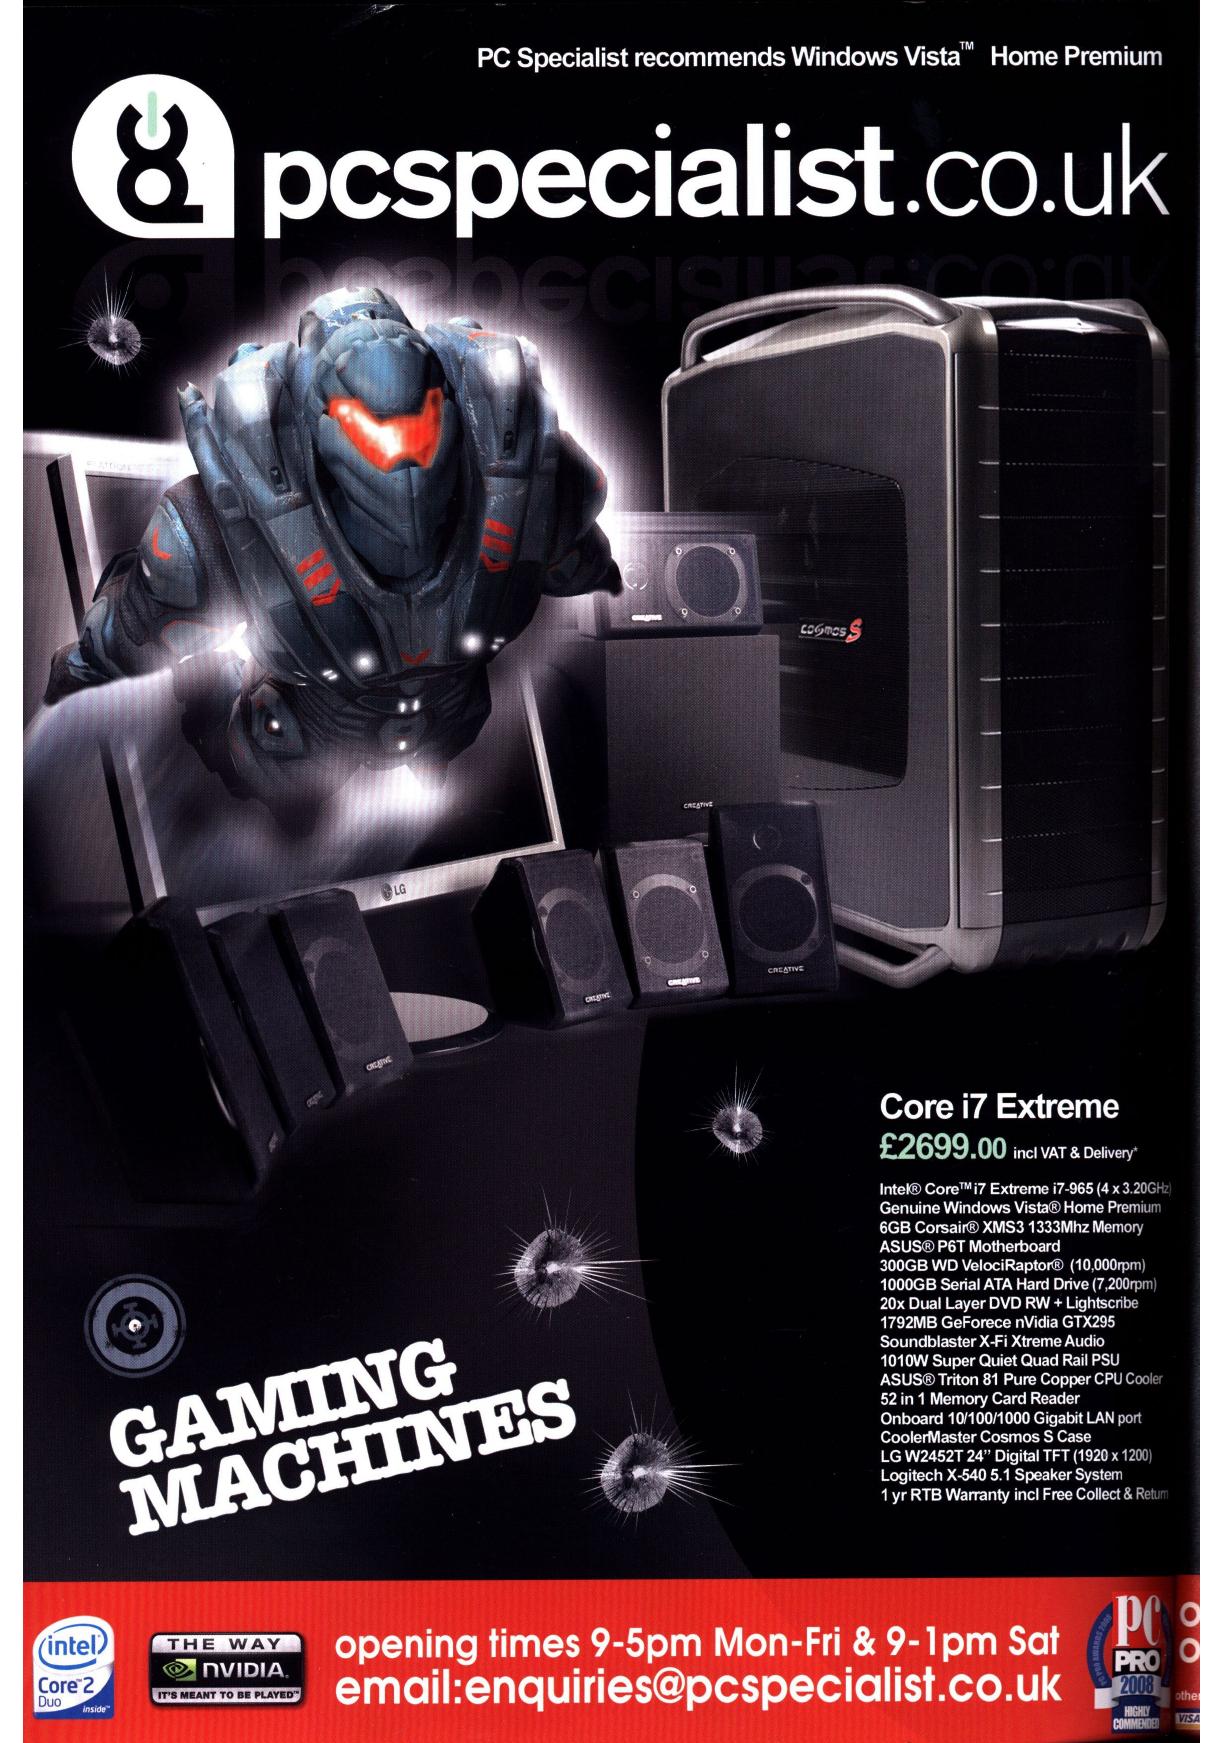 PC Specialist recommends Windows Vista™ Home Premium
pcspecialist.co.uk
COSMOS S
CREATIVE
CREATIVE
LG
CREATIVE
CREATIVE
CREATIVE
CREATIVE
Core i7 Extreme
£2699.00 incl VAT & Delivery*
Intel® Core™ i7 Extreme i7-965 (4 x 3.20GHz)
Genuine Windows Vista® Home Premium
6GB Corsair® XMS3 1333Mhz Memory
ASUS® P6T Motherboard
300GB WD VelociRaptor® (10,000rpm)
1000GB Serial ATA Hard Drive (7,200rpm)
20x Dual Layer DVD RW + Lightscribe
1792MB GeForece nVidia GTX295
Soundblaster X-Fi Xtreme Audio
1010W Super Quiet Quad Rail PSU
ASUS® Triton 81 Pure Copper CPU Cooler
52 in 1 Memory Card Reader
Onboard 10/100/1000 Gigabit LAN port
CoolerMaster Cosmos S Case
LG W2452T 24” Digital TFT (1920 x 1200)
Logitech X-540 5.1 Speaker System
1 yr RTB Warranty incl Free Collect & Return
GAMING
MACHINES
intel
Core™2
Duo
inside™
THE WAY
NVIDIA.
IT'S MEANT TO BE PLAYED™
opening times 9-5pm Mon-Fri & 9-1pm Sat
email:enquiries@pcspecialist.co.uk
PC PRO AWARDS 2008
PC
PRO
2008
HIGHLY
COMMENDED
VISA